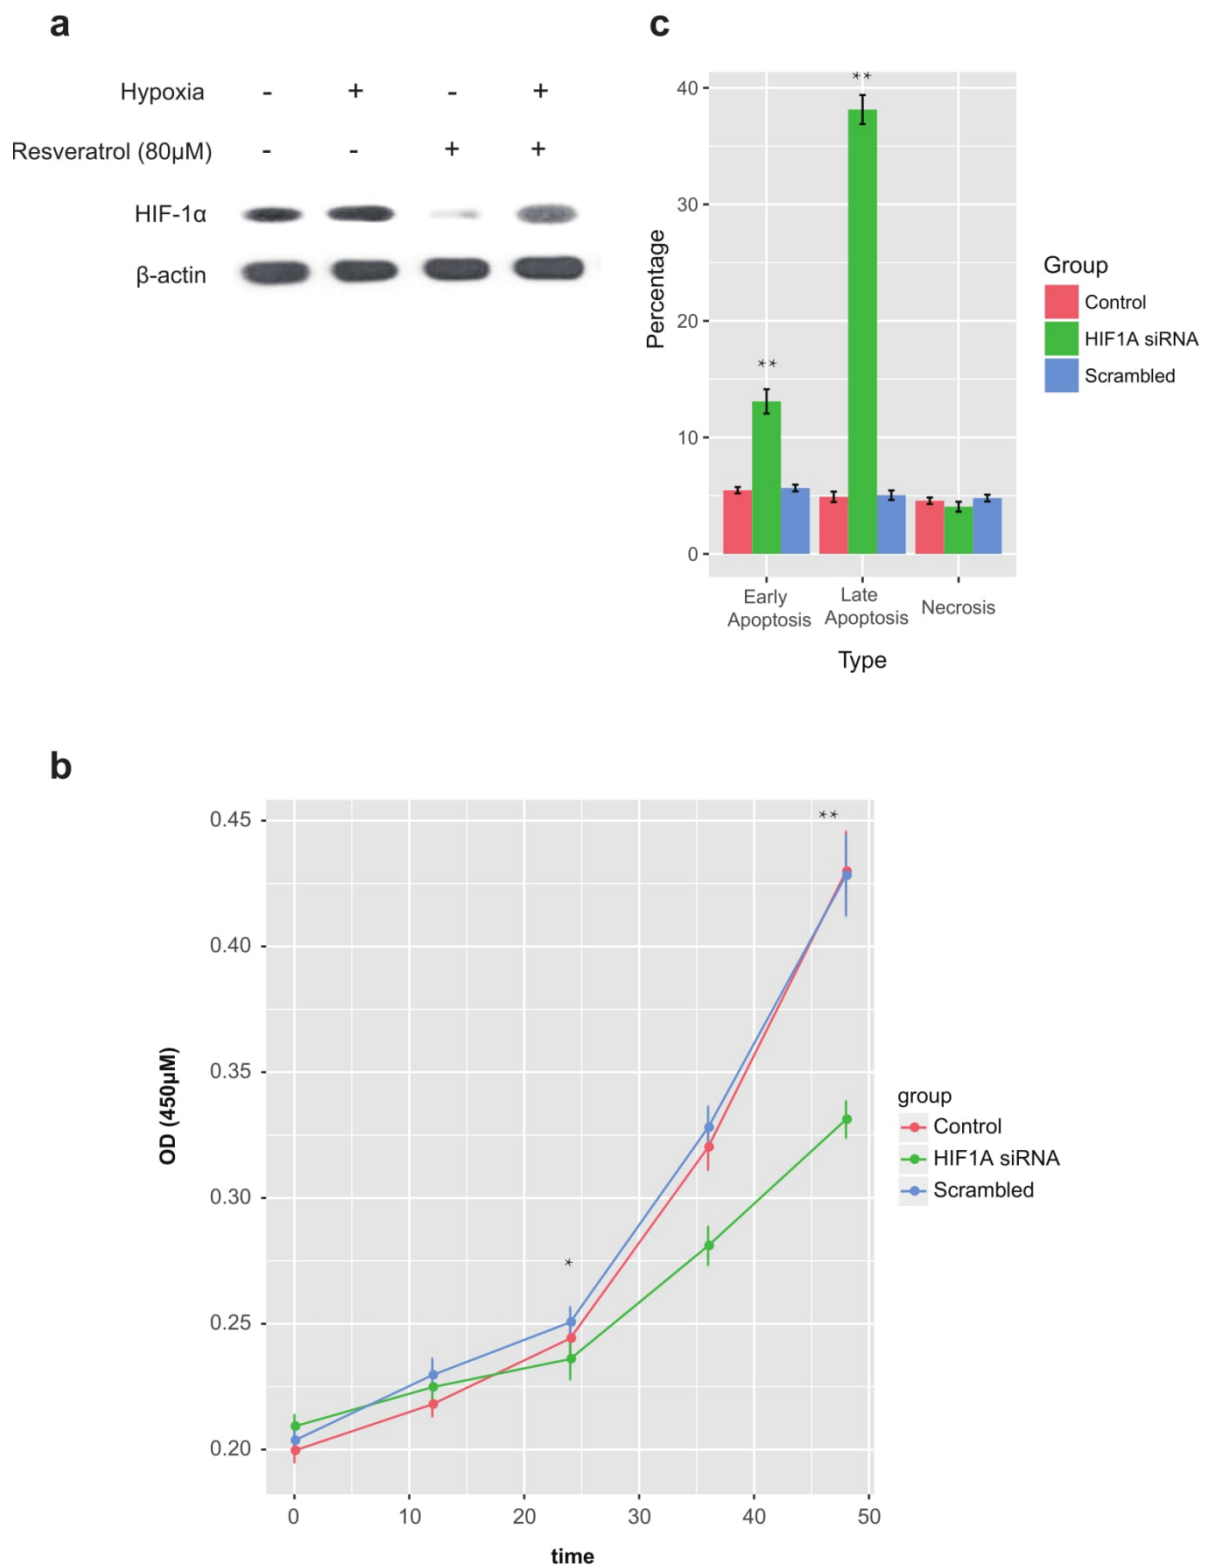 a
Hypoxia - + - +
Resveratrol (80µM) - - + +
HIF-1α
β-actin
c
**
40
30
20
10
0
Percentage
**
Early Apoptosis
Late Apoptosis
Necrosis
Type
Group
Control
HIF1A siRNA
Scrambled
b
0.45
0.40
0.35
0.30
0.25
0.20
OD (450µM)
**
*
0 10 20 30 40 50
time
group
Control
HIF1A siRNA
Scrambled